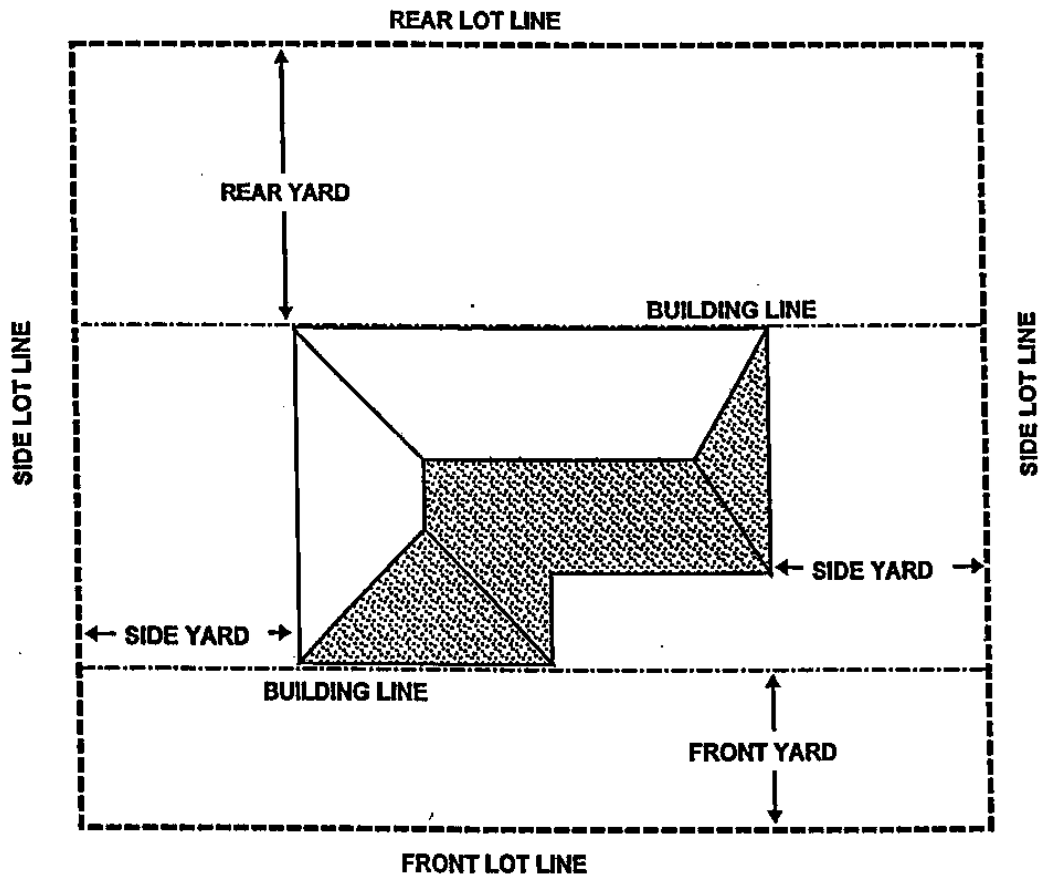 REAR LOT LINE
REAR YARD
BUILDING LINE
SIDE LOT LINE
SIDE LOT LINE
SIDE YARD
SIDE YARD
BUILDING LINE
FRONT YARD
FRONT LOT LINE